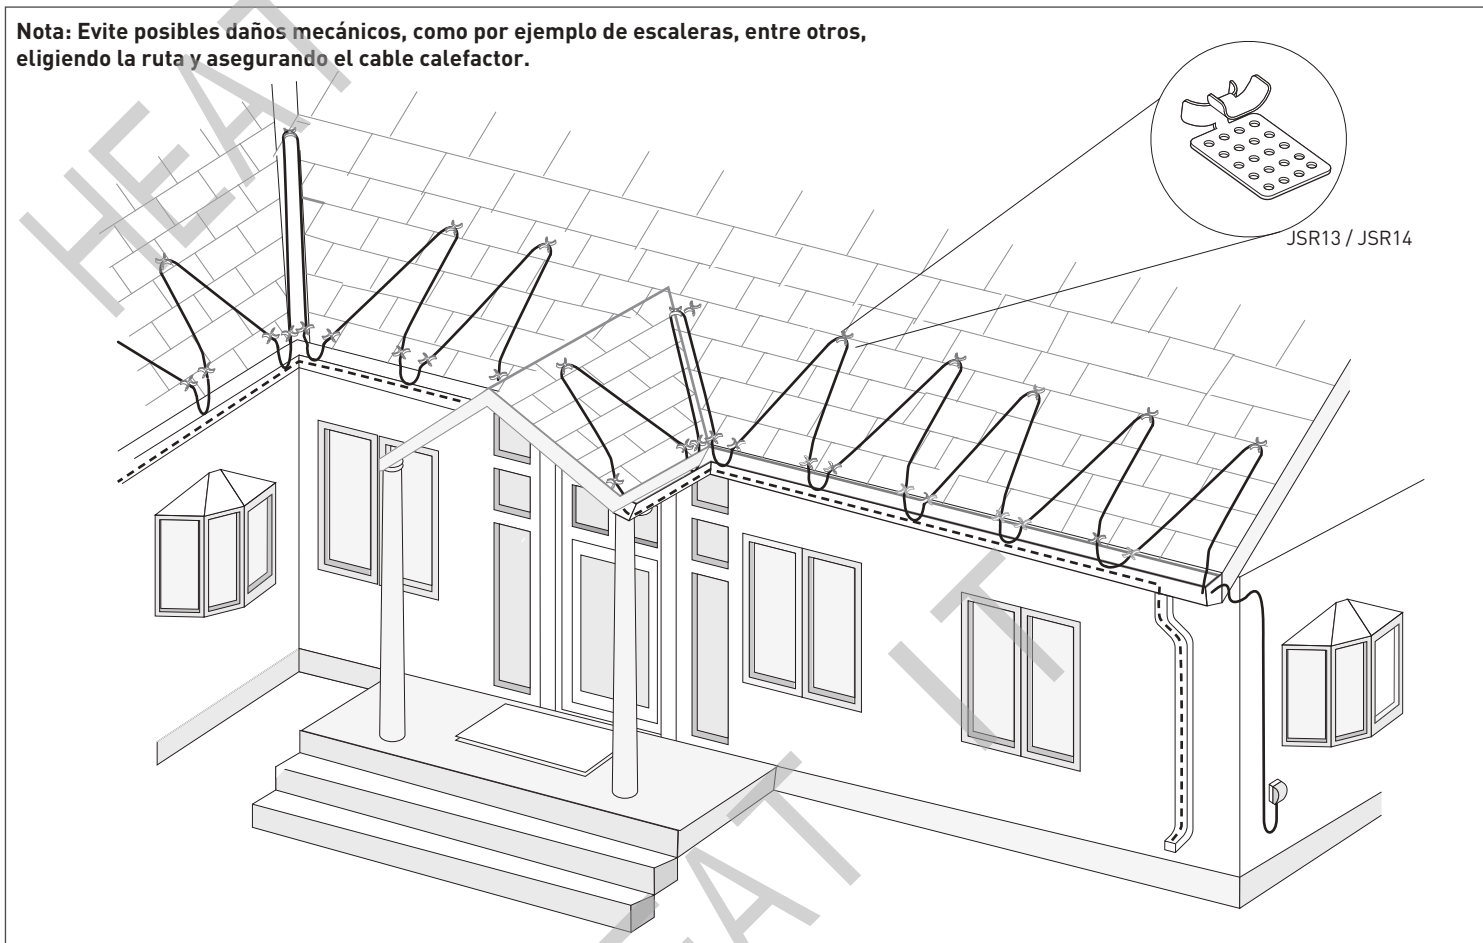 Nota: Evite posibles daños mecánicos, como por ejemplo de escaleras, entre otros,
eligiendo la ruta y asegurando el cable calefactor.
JSR13 / JSR14
HEAT
IT
EAT